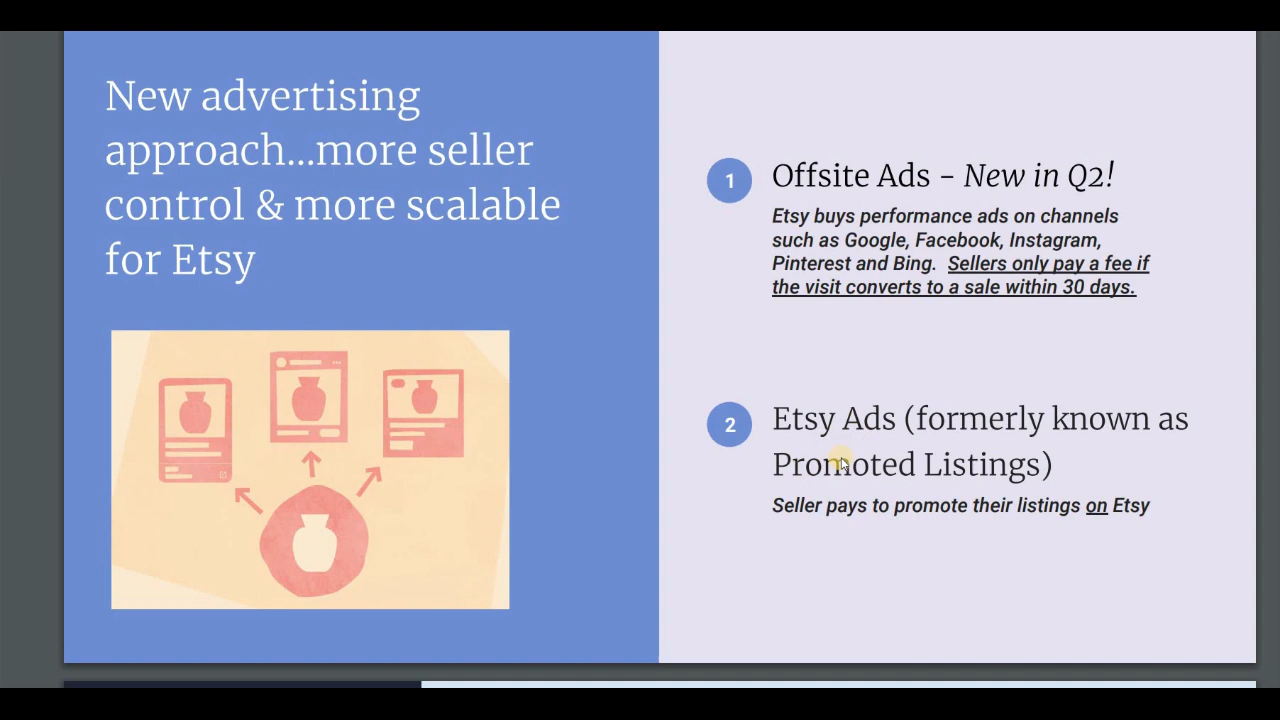 New advertising
approach...more seller
control & more scalable
for Etsy
1
Offsite Ads - New in Q2!
Etsy buys performance ads on channels
such as Google, Facebook, Instagram,
Pinterest and Bing. Sellers only pay a fee if
the visit converts to a sale within 30 days.
2
Etsy Ads (formerly known as
Promoted Listings)
Seller pays to promote their listings on Etsy